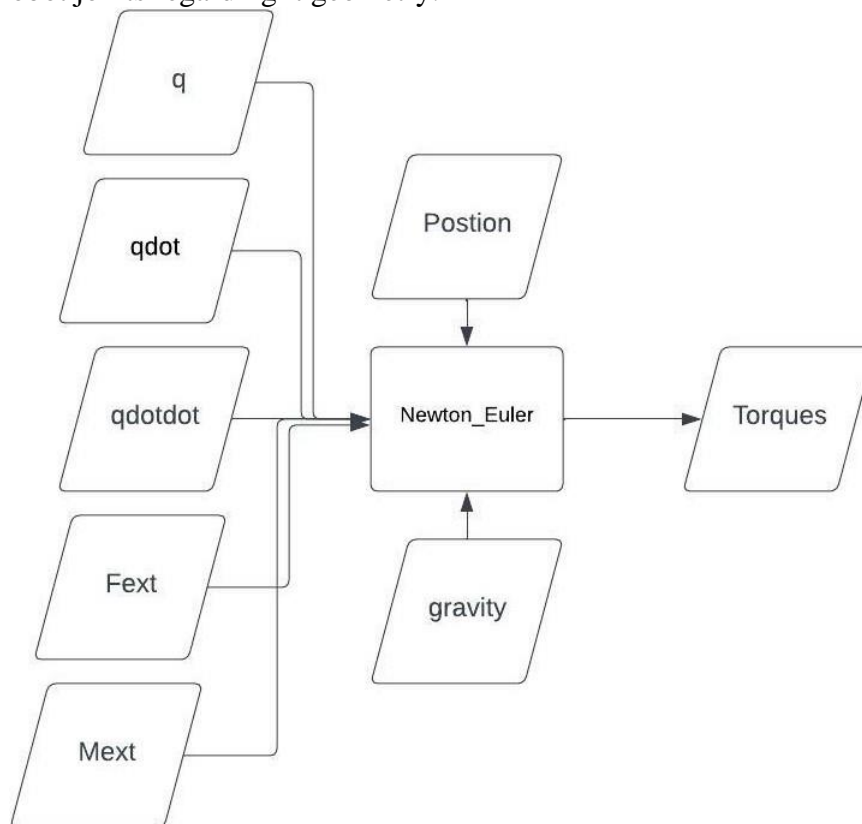 q
qdot
Postion
qdotdot
Newton_Euler
Torques
Fext
gravity
Mext